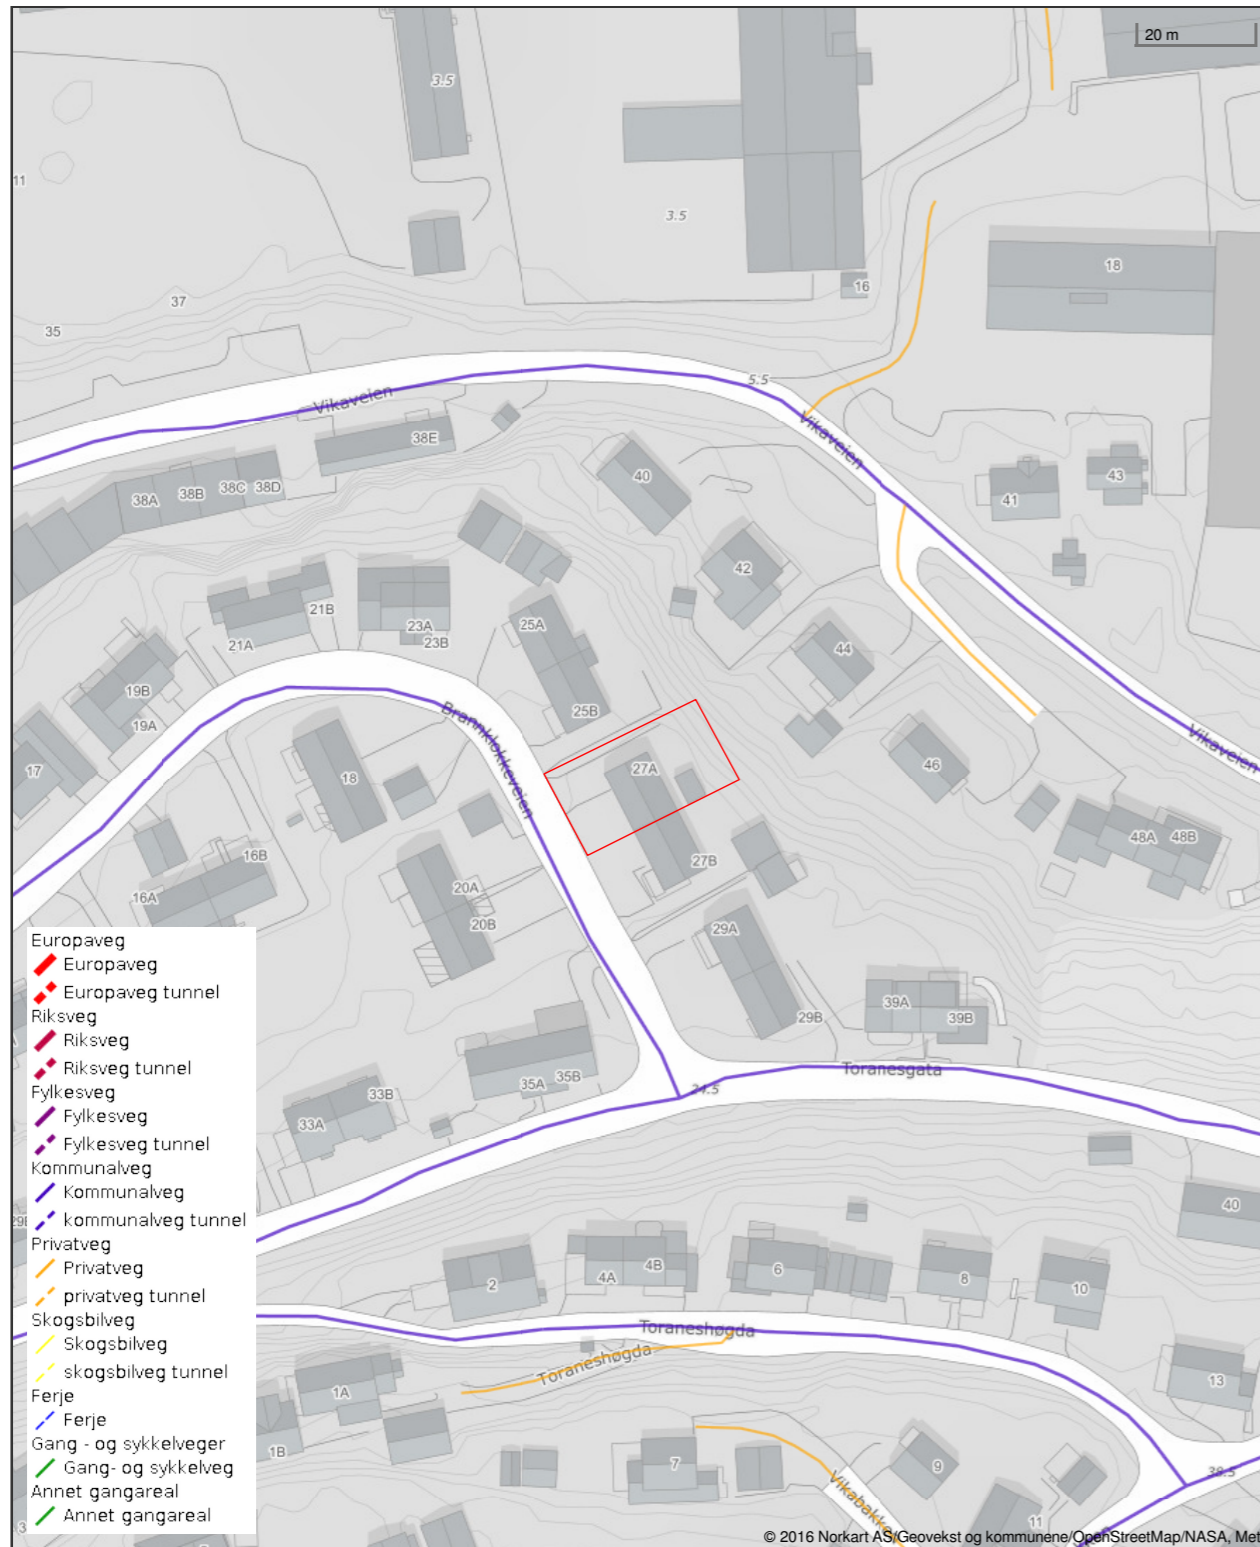 20 m
3.5
11
3.5
18
16
37
35
5.5
Vikaveien
Vikaveien
38E
40
43
41
38A
38B
38C
38D
42
21B
25A
23A
23B
21A
44
19B
19A
25B
Brannklokkeveien
Vikaveien
17
18
27A
46
48A
48B
16B
27B
16A
20A
20B
29A
Europaveg
Europaveg
Europaveg tunnel
Riksveg
Riksveg
Riksveg tunnel
Fylkesveg
Fylkesveg
Fylkesveg tunnel
Kommunalveg
Kommunalveg
kommunalveg tunnel
Privatveg
Privatveg
privatveg tunnel
Skogsbilveg
Skogsbilveg
skogsbilveg tunnel
Ferje
Ferje
Gang - og sykkelveger
Gang- og sykkelveg
Annet gangareal
Annet gangareal
39A
29B
39B
Toranesgata
35B
35A
24.5
33B
33A
40
4B
4A
2
6
8
10
Toraneshøgda
Toraneshøgda
13
1A
1B
7
9
38.5
Vikabakken
11
© 2016 Norkart AS/Geovekst og kommunene/OpenStreetMap/NASA, Met